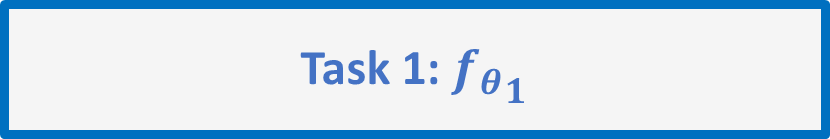 Task 1: 𝒇𝜽₁